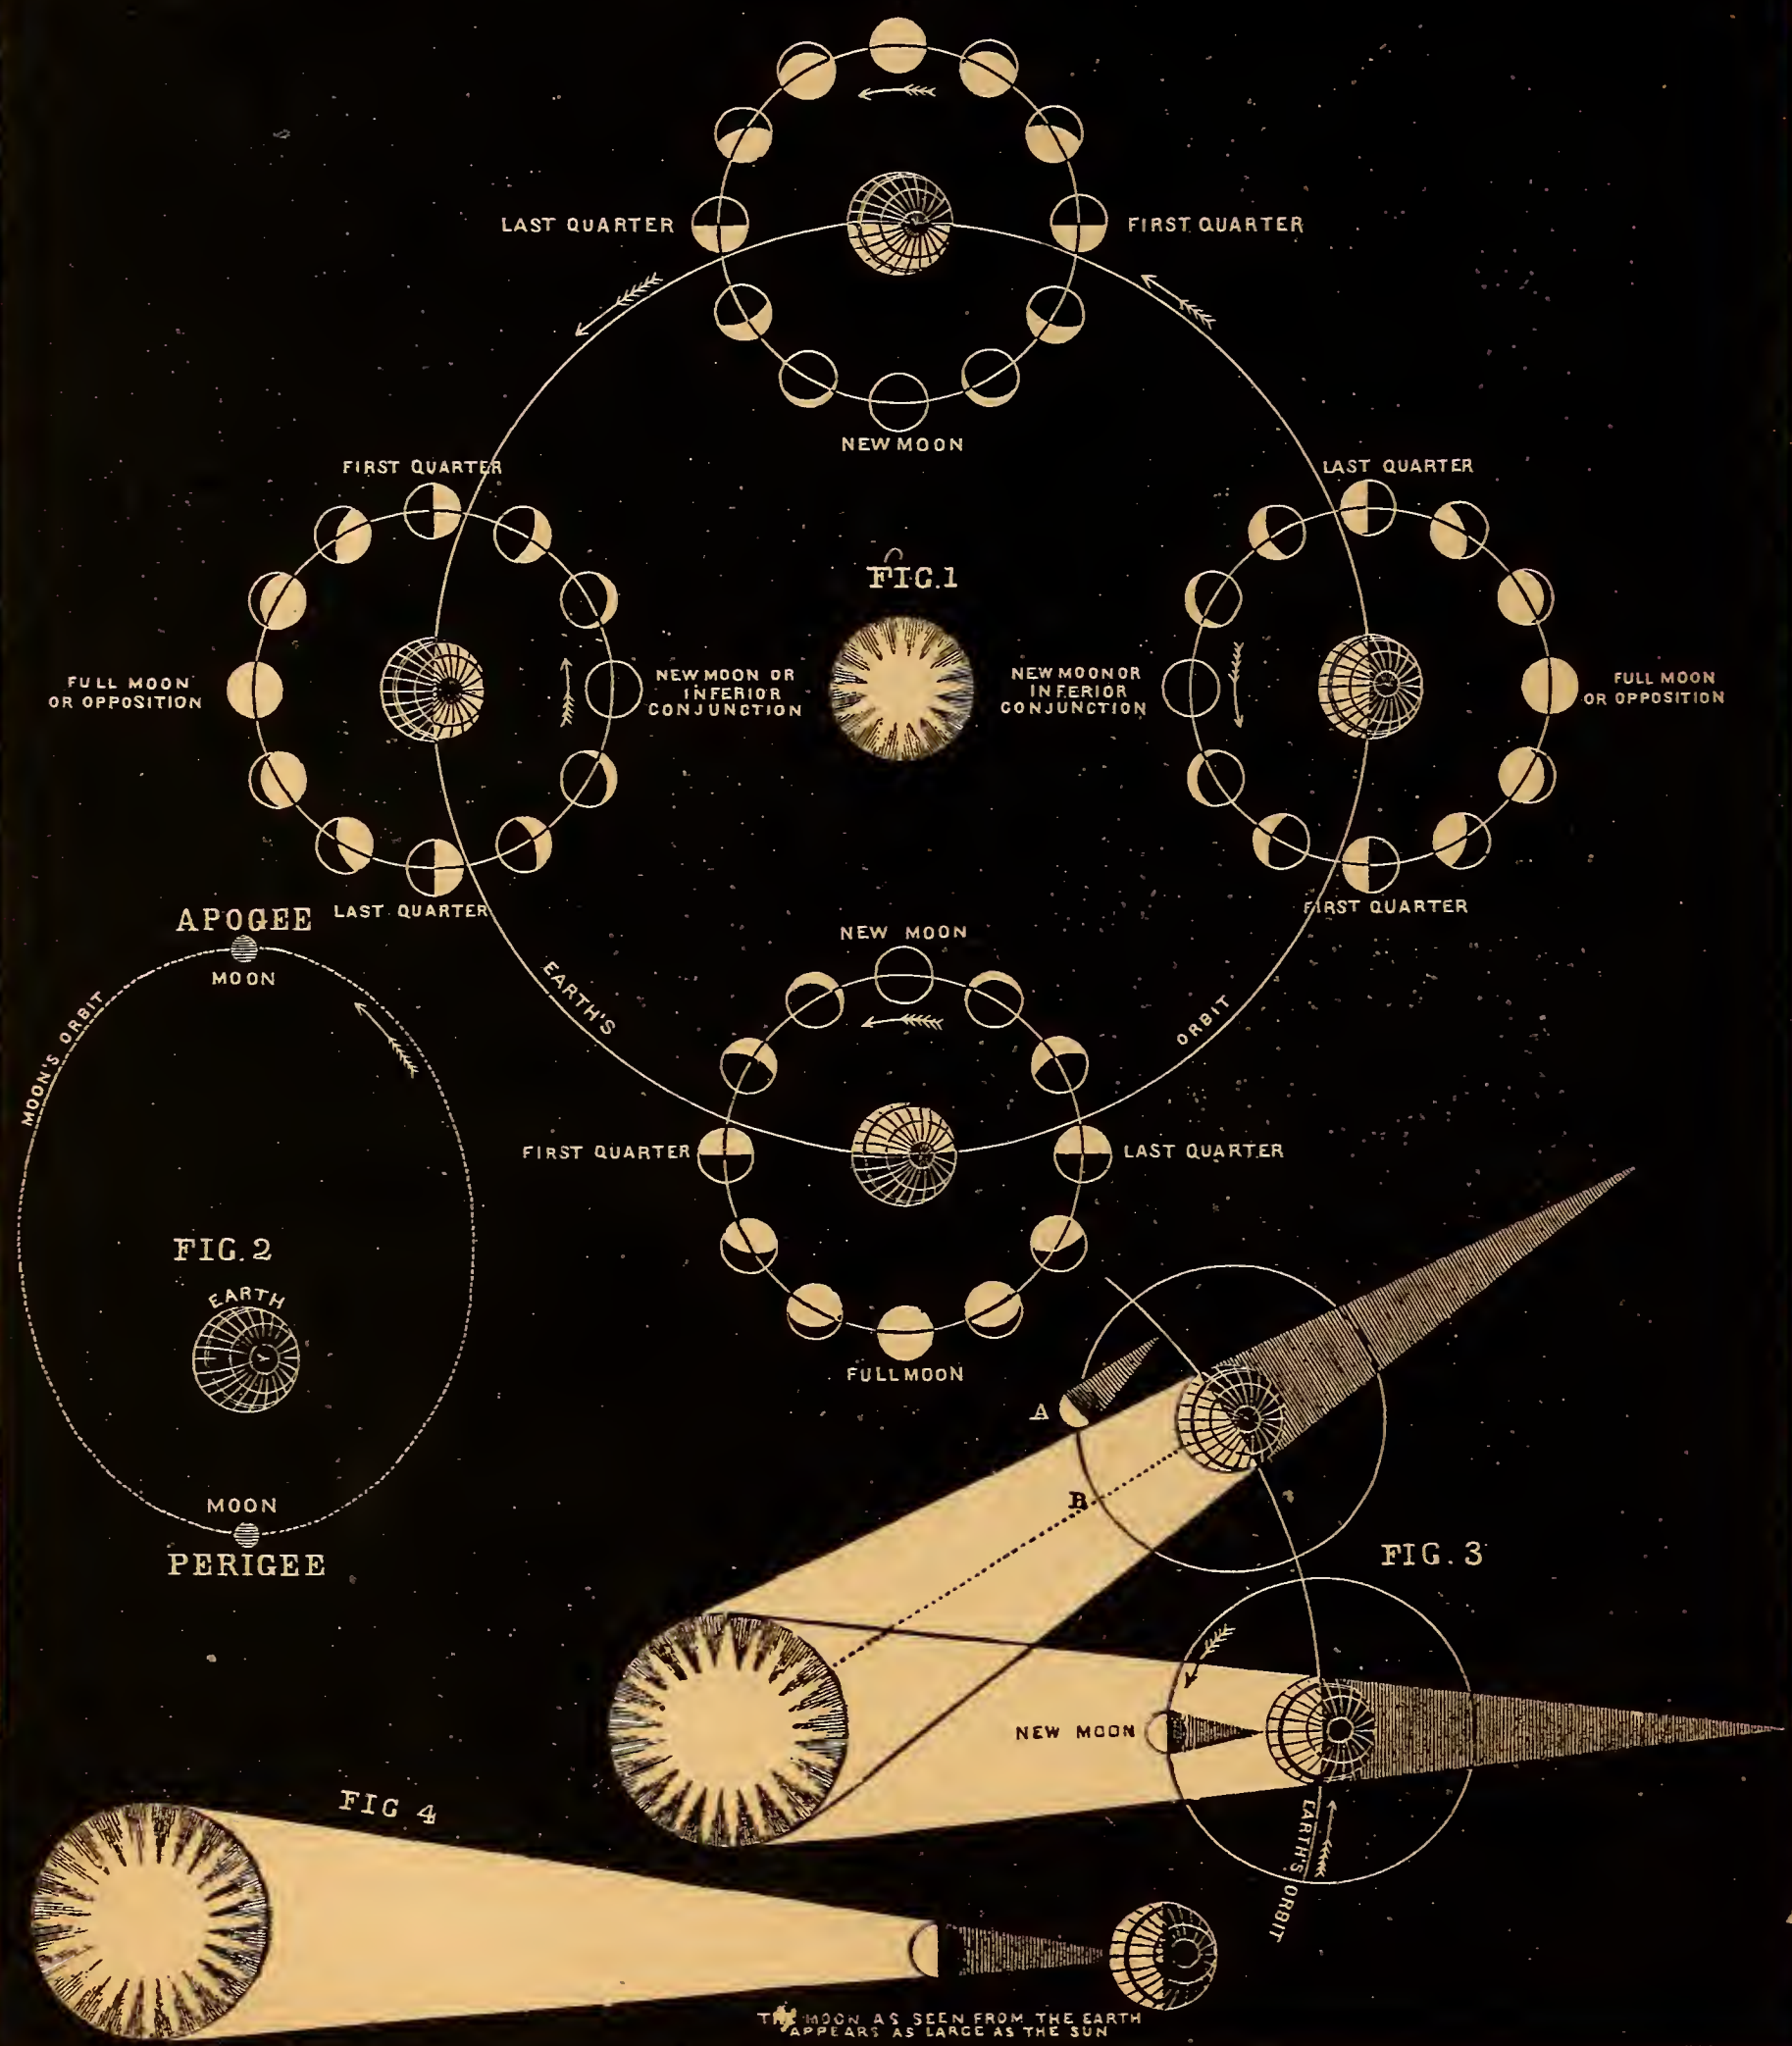 LAST QUARTER
FIRST QUARTER
NEW MOON
FIRST QUARTER
LAST QUARTER
FIG.1
FULL MOON
OR OPPOSITION
NEW MOON OR
INFERIOR
CONJUNCTION
NEW MOON OR
INFERIOR
CONJUNCTION
FULL MOON
OR OPPOSITION
LAST QUARTER
FIRST QUARTER
NEW MOON
EARTH'S
ORBIT
FIRST QUARTER
LAST QUARTER
FULL MOON
APOGEE
MOON
MOON'S ORBIT
FIG. 2
EARTH
MOON
PERIGEE
A
B
FIG. 3
NEW MOON
EARTH'S ORBIT
FIG 4
THE MOON AS SEEN FROM THE EARTH
APPEARS AS LARGE AS THE SUN